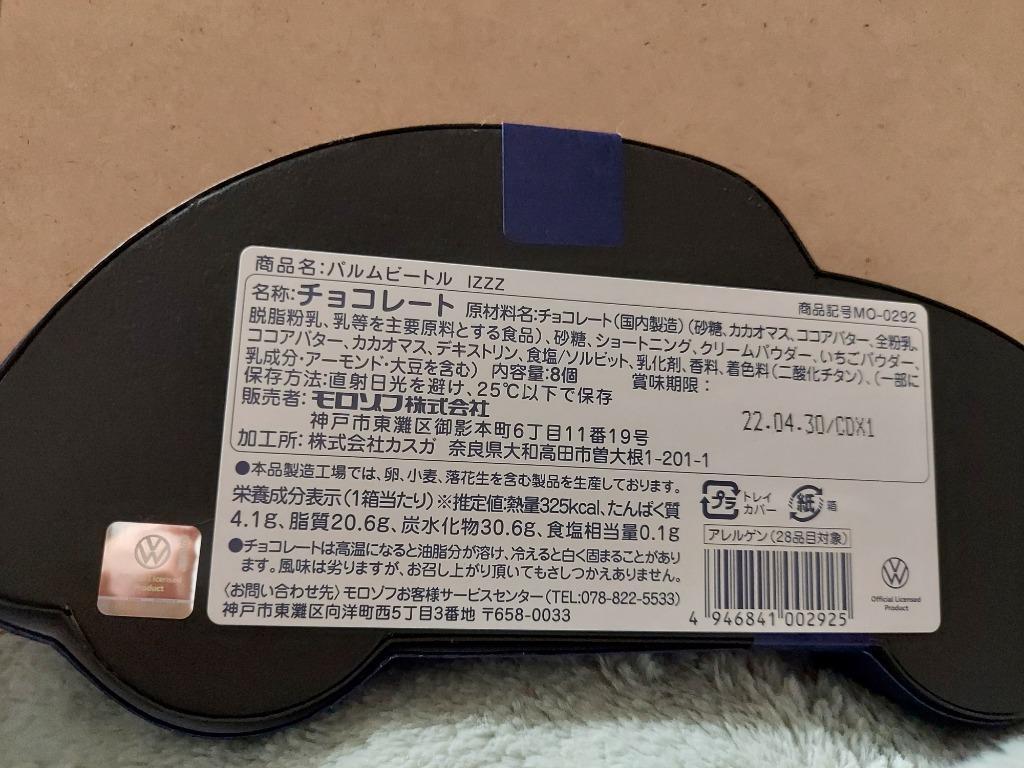 商品名:パルムビートル IZZZ
商品記号MO-0292
名称:チョコレート 原材料名:チョコレート(国内製造)(砂糖、カカオマス、ココアバター、全粉乳、
脱脂粉乳、乳等を主要原料とする食品)、砂糖、ショートニング、クリームパウダー、いちごパウダー、
ココアバター、カカオマス、デキストリン、食塩/ソルビット、乳化剤、香料、着色料(二酸化チタン)、(一部に
乳成分・アーモンド・大豆を含む) 内容量:8個 賞味期限:
保存方法:直射日光を避け、25℃以下で保存
22.04.30/CDX1
販売者:モロゾフ株式会社
神戸市東灘区御影本町6丁目11番19号
加工所:株式会社カスガ 奈良県大和高田市曽大根1-201-1
●本品製造工場では、卵、小麦、落花生を含む製品を生産しております。
栄養成分表示(1箱当たり)※推定値:熱量325kcal、たんぱく質
4.1g、脂質20.6g、炭水化物30.6g、食塩相当量0.1g
●チョコレートは高温になると油脂分が溶け、冷えると白く固まることがあり
ます。風味は劣りますが、お召し上がり頂いてもさしつかえありません。
〈お問い合わせ先〉モロゾフお客様サービスセンター(TEL:078-822-5533)
神戸市東灘区向洋町西5丁目3番地 〒658-0033
プラ トレイ カバー 紙 箱
アレルゲン(28品目対象)
4 946841 002925
Official Licensed
Product
Licensed
Product